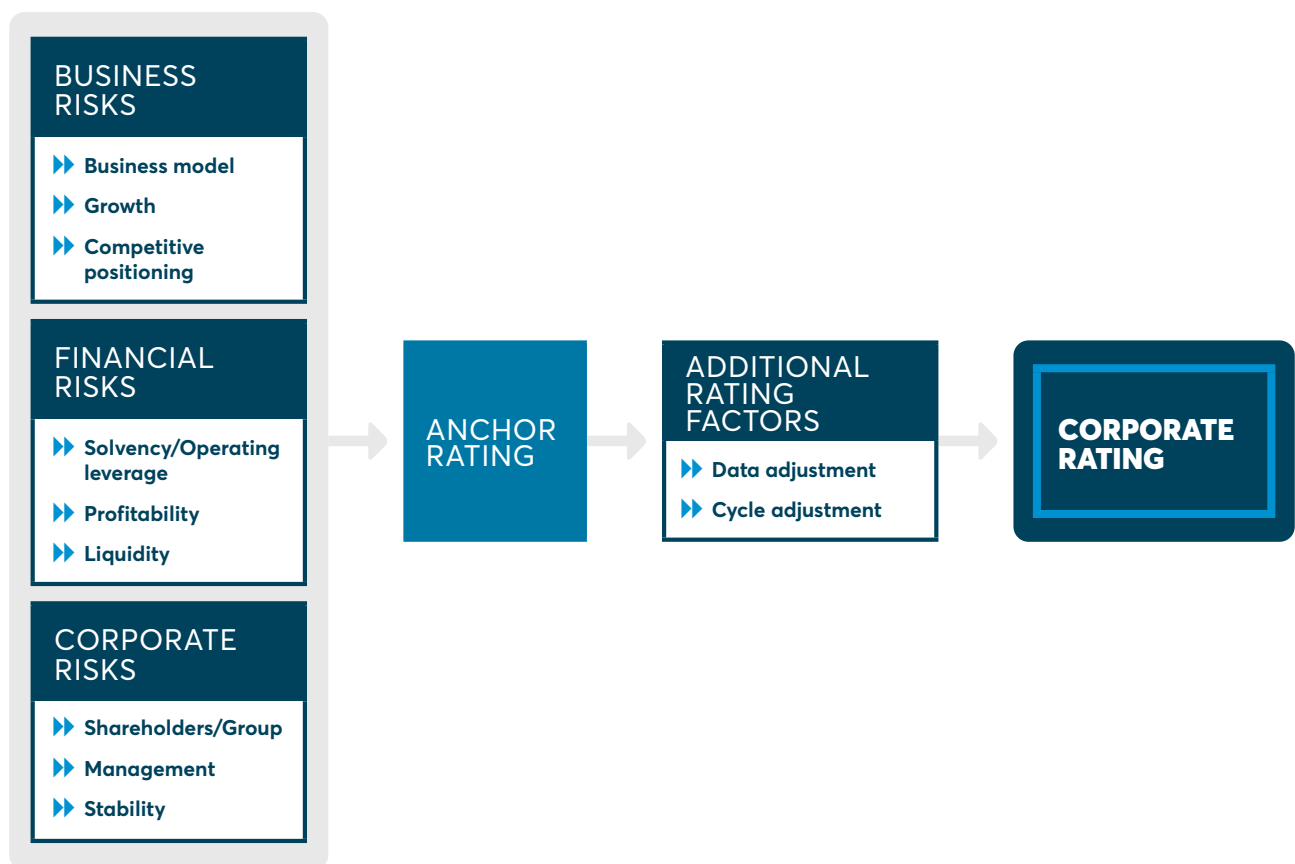 BUSINESS
RISKS
Business model
Growth
Competitive
positioning
FINANCIAL
RISKS
Solvency/Operating
leverage
Profitability
Liquidity
CORPORATE
RISKS
Shareholders/Group
Management
Stability
ANCHOR
RATING
ADDITIONAL
RATING
FACTORS
Data adjustment
Cycle adjustment
CORPORATE
RATING